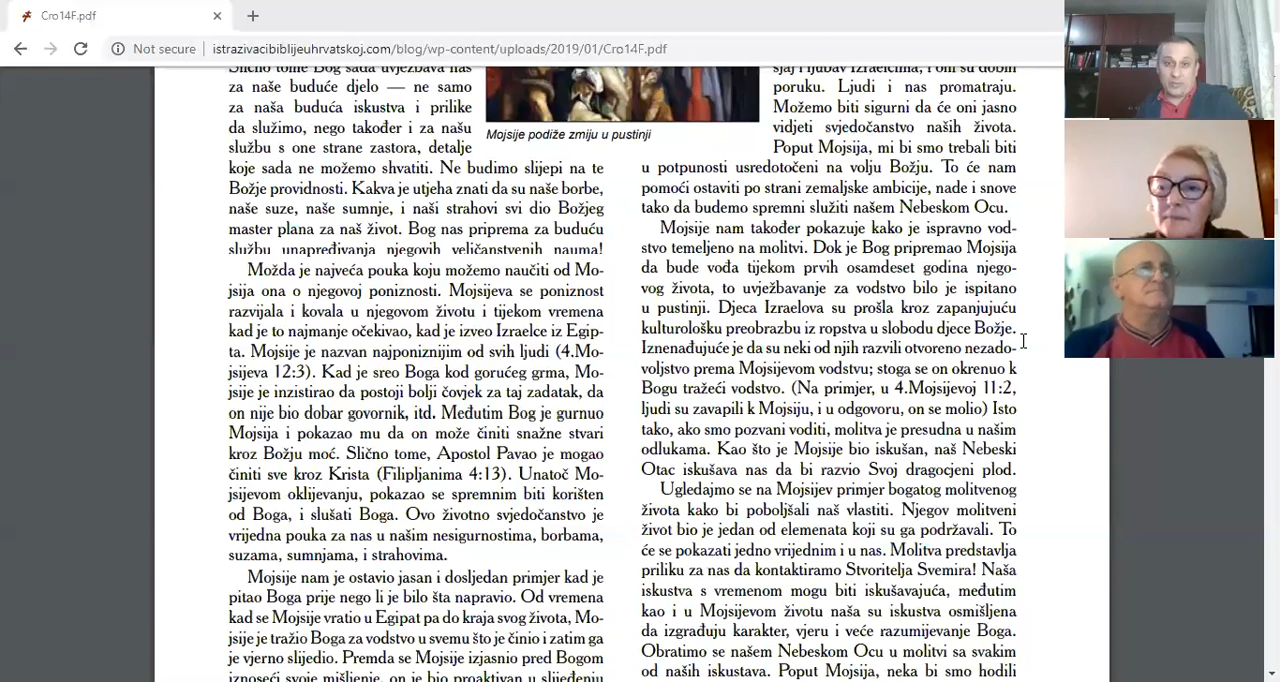 Cro14F.pdf
Not secure
istrazivacibiblijeuhrvatskoj.com/blog/wp-content/uploads/2019/01/Cro14F.pdf
Slično tome Bog sada uvježbava nas
za naše buduće djelo — ne samo
za naša buduća iskustva i prilike
da služimo, nego također i za našu
službu s one strane zastora, detalje
koje sada ne možemo shvatiti. Ne budimo slijepi na te
Božje providnosti. Kakva je utjeha znati da su naše borbe,
naše suze, naše sumnje, i naši strahovi svi dio Božjeg
master plana za naš život. Bog nas priprema za buduću
službu unapređivanja njegovih veličanstvenih nauma!
Možda je najveća pouka koju možemo naučiti od Mo-
jsija ona o njegovoj poniznosti. Mojsijeva se poniznost
razvijala i kovala u njegovom životu i tijekom vremena
kad je to najmanje očekivao, kad je izveo Izraelce iz Egip-
ta. Mojsije je nazvan najponiznijim od svih ljudi (4.Mo-
jsijeva 12:3). Kad je sreo Boga kod gorućeg grma, Mo-
jsije je inzistirao da postoji bolji čovjek za taj zadatak, da
on nije bio dobar govornik, itd. Međutim Bog je gurnuo
Mojsija i pokazao mu da on može činiti snažne stvari
kroz Božju moć. Slično tome, Apostol Pavao je mogao
činiti sve kroz Krista (Filipljanima 4:13). Unatoč Mo-
jsijevom oklijevanju, pokazao se spremnim biti korišten
od Boga, i slušati Boga. Ovo životno svjedočanstvo je
vrijedna pouka za nas u našim nesigurnostima, borbama,
suzama, sumnjama, i strahovima.
Mojsije nam je ostavio jasan i dosljedan primjer kad je
pitao Boga prije nego li je bilo šta napravio. Od vremena
kad se Mojsije vratio u Egipat pa do kraja svog života, Mo-
jsije je tražio Boga za vodstvo u svemu što je činio i zatim ga
je vjerno slijedio. Premda se Mojsije izjasnio pred Bogom
iznoseći svoje mišljenje, on je bio proaktivan u slijeđenju
Mojsije podiže zmiju u pustinji
sjaj i ljubav Izraelcima, i oni su dobili
poruku. Ljudi i nas promatraju.
Možemo biti sigurni da će oni jasno
vidjeti svjedočanstvo naših života.
Poput Mojsija, mi bi smo trebali biti
u potpunosti usredotočeni na volju Božju. To će nam
pomoći ostaviti po strani zemaljske ambicije, nade i snove
tako da budemo spremni služiti našem Nebeskom Ocu.
Mojsije nam također pokazuje kako je ispravno vod-
stvo temeljeno na molitvi. Dok je Bog pripremao Mojsija
da bude vođa tijekom prvih osamdeset godina njego-
vog života, to uvježbavanje za vodstvo bilo je ispitano
u pustinji. Djeca Izraelova su prošla kroz zapanjujuću
kulturološku preobrazbu iz ropstva u slobodu djece Božje.
Iznenađujuće je da su neki od njih razvili otvoreno nezado-
voljstvo prema Mojsijevom vodstvu; stoga se on okrenuo k
Bogu tražeći vodstvo. (Na primjer, u 4.Mojsijevoj 11:2,
ljudi su zavapili k Mojsiju, i u odgovoru, on se molio) Isto
tako, ako smo pozvani voditi, molitva je presudna u našim
odlukama. Kao što je Mojsije bio iskušan, naš Nebeski
Otac iskušava nas da bi razvio Svoj dragocjeni plod.
Ugledajmo se na Mojsijev primjer bogatog molitvenog
života kako bi poboljšali naš vlastiti. Njegov molitveni
život bio je jedan od elemenata koji su ga podržavali. To
će se pokazati jedno vrijednim i u nas. Molitva predstavlja
priliku za nas da kontaktiramo Stvoritelja Svemira! Naša
iskustva s vremenom mogu biti iskušavajuća, međutim
kao i u Mojsijevom životu naša su iskustva osmišljena
da izgrađuju karakter, vjeru i veće razumijevanje Boga.
Obratimo se našem Nebeskom Ocu u molitvi sa svakim
od naših iskustava. Poput Mojsija, neka bi smo hodili